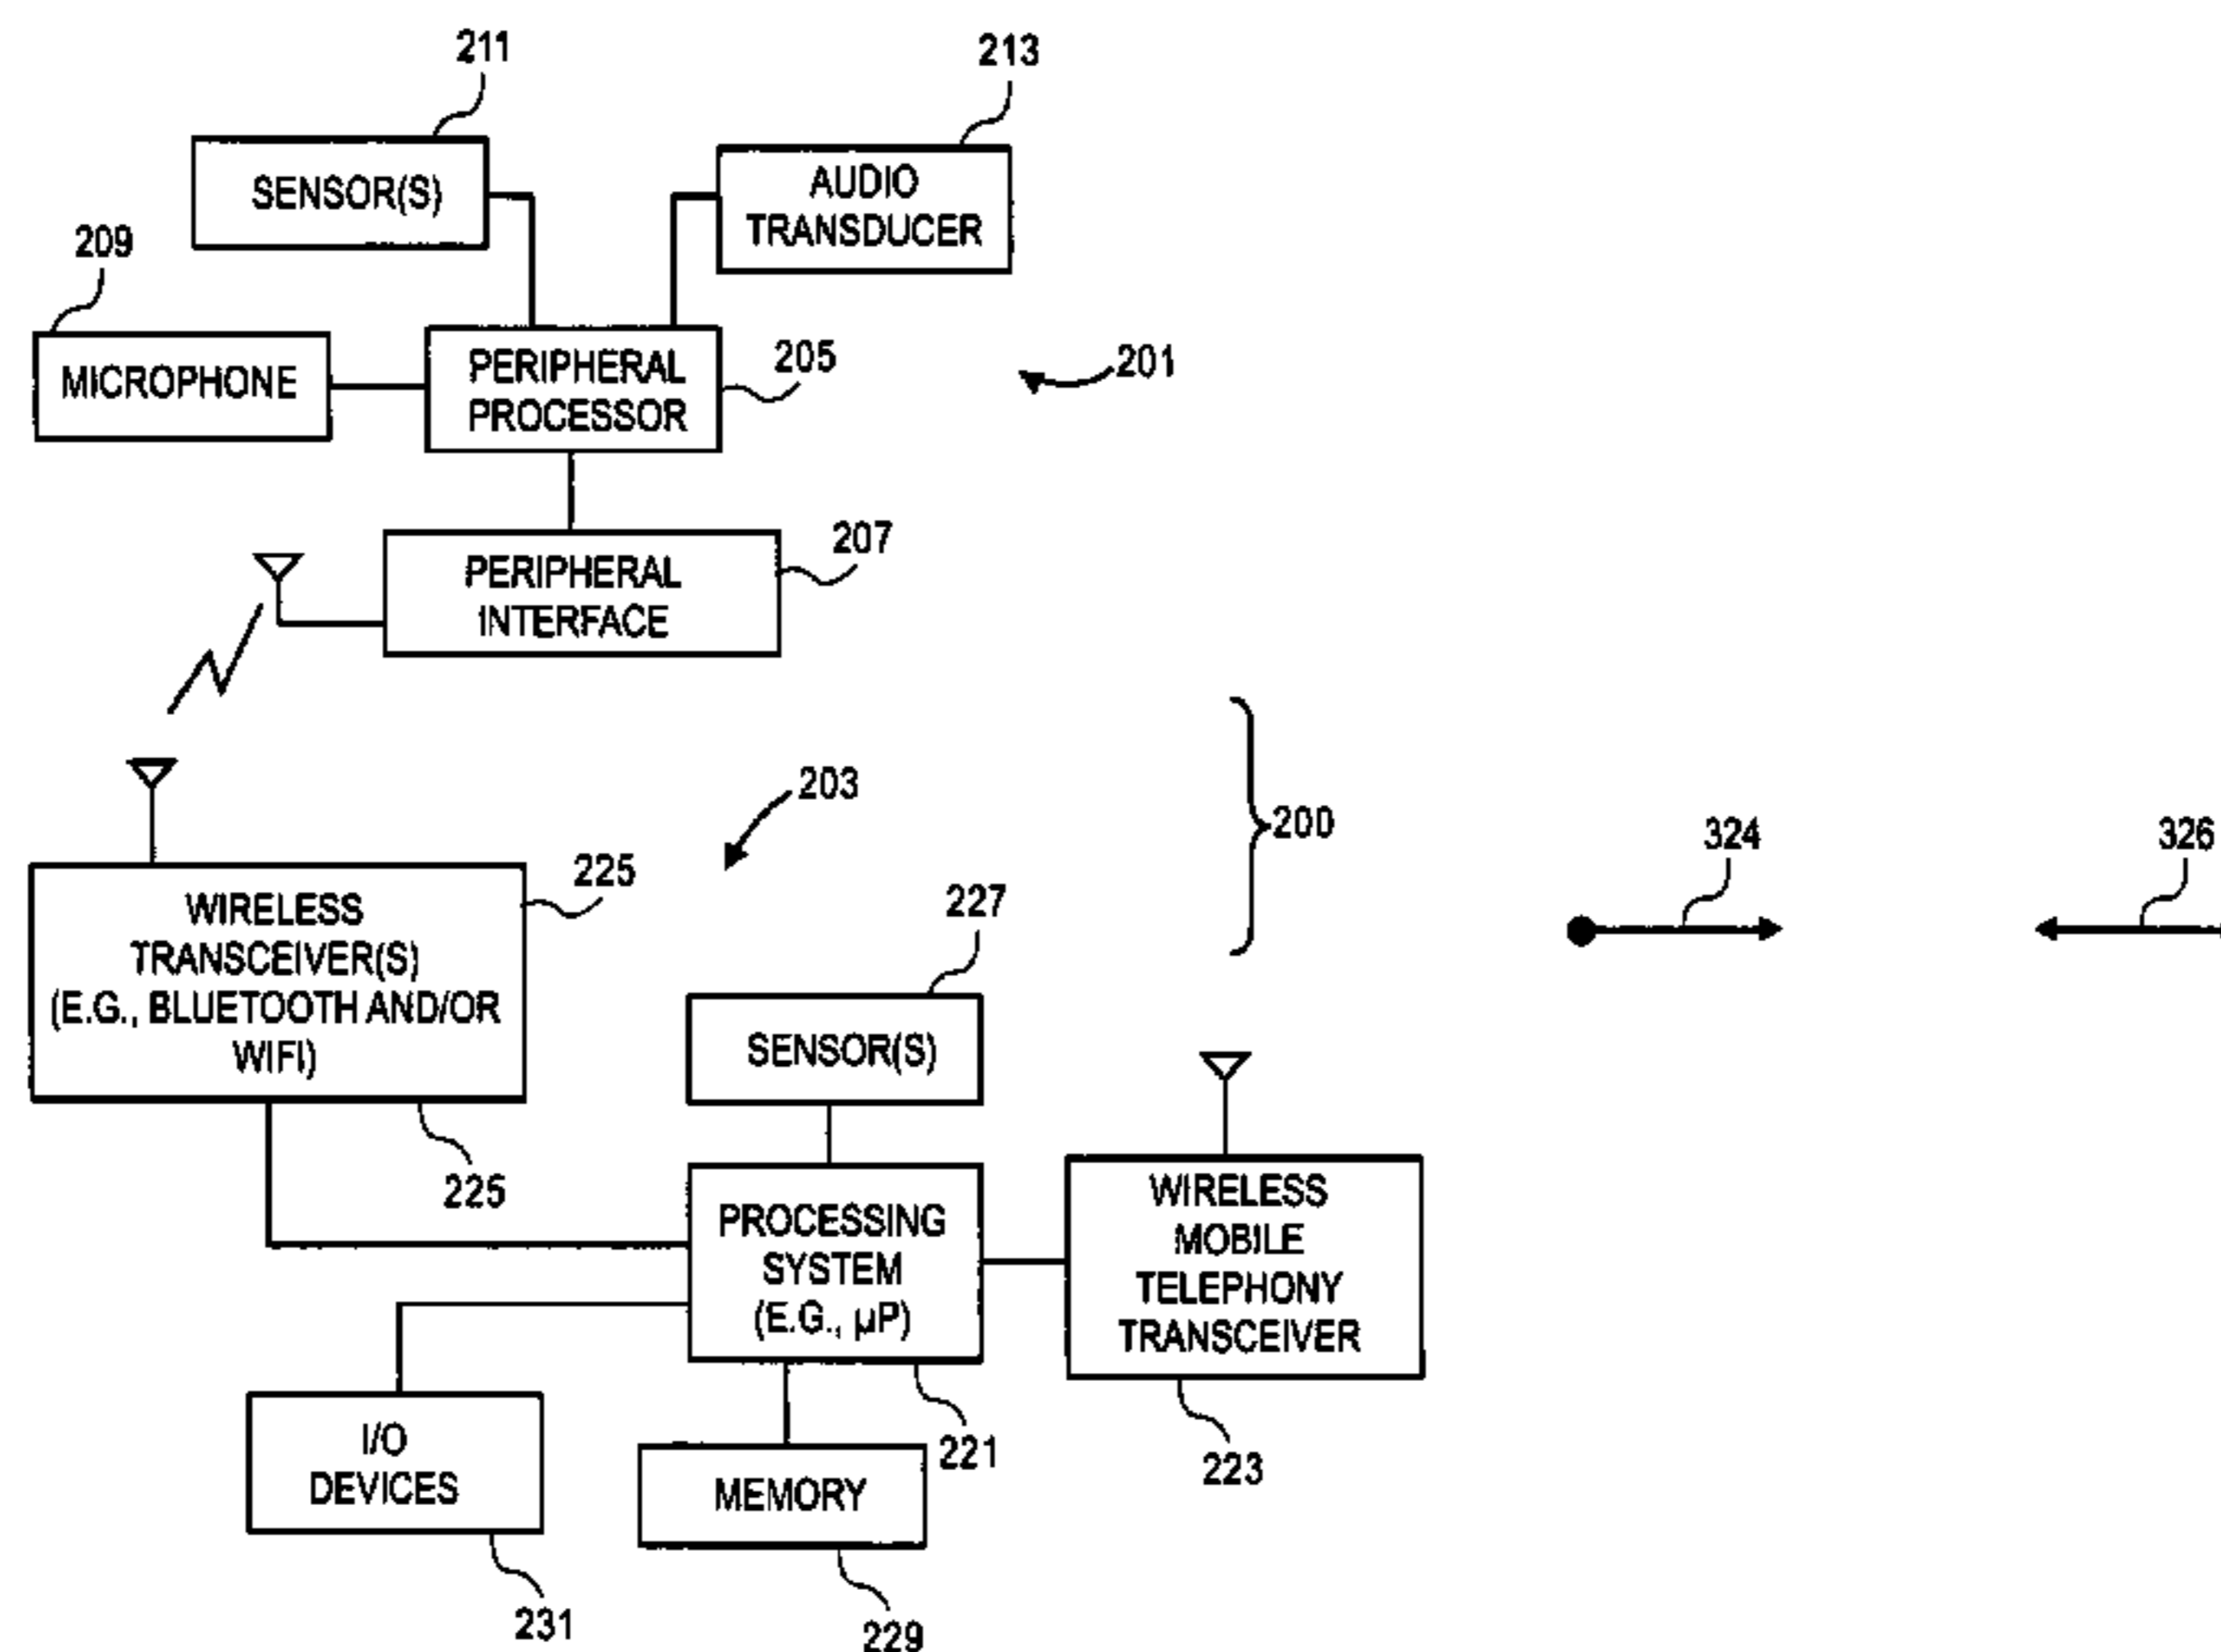 211
213
SENSOR(S)
AUDIO
TRANSDUCER
209
MICROPHONE
PERIPHERAL
PROCESSOR
205
201
PERIPHERAL
INTERFACE
207
203
200
324
326
WIRELESS
TRANSCEIVER(S)
(E.G., BLUETOOTH AND/OR
WIFI)
225
227
SENSOR(S)
225
PROCESSING
SYSTEM
(E.G., µP)
WIRELESS
MOBILE
TELEPHONY
TRANSCEIVER
I/O
DEVICES
221
223
MEMORY
231
229